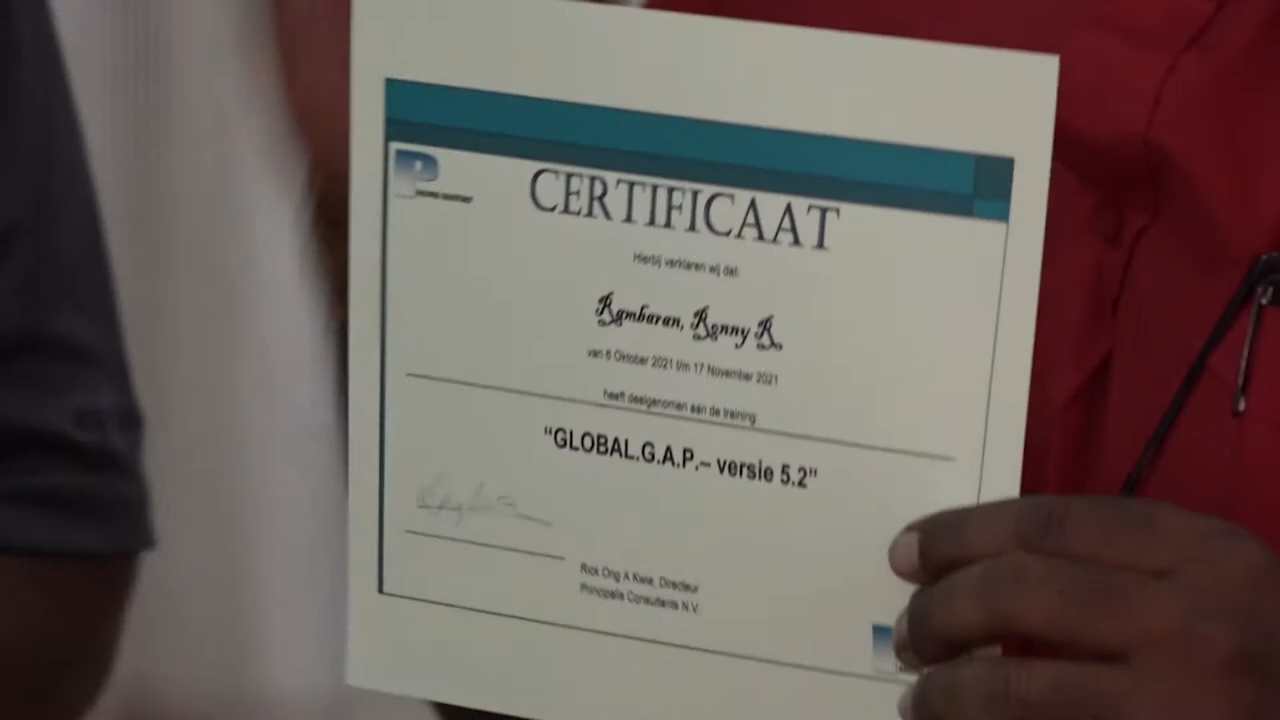 CERTIFICAAT
Hierbij verklaren wij dat:
Rambaran, Ronny R.
van 6 Oktober 2021 t/m 17 November 2021
heeft deelgenomen aan de training
"GLOBAL.G.A.P.– versie 5.2"
Rick Ong A Kwie, Directeur
Principalis Consultants N.V.